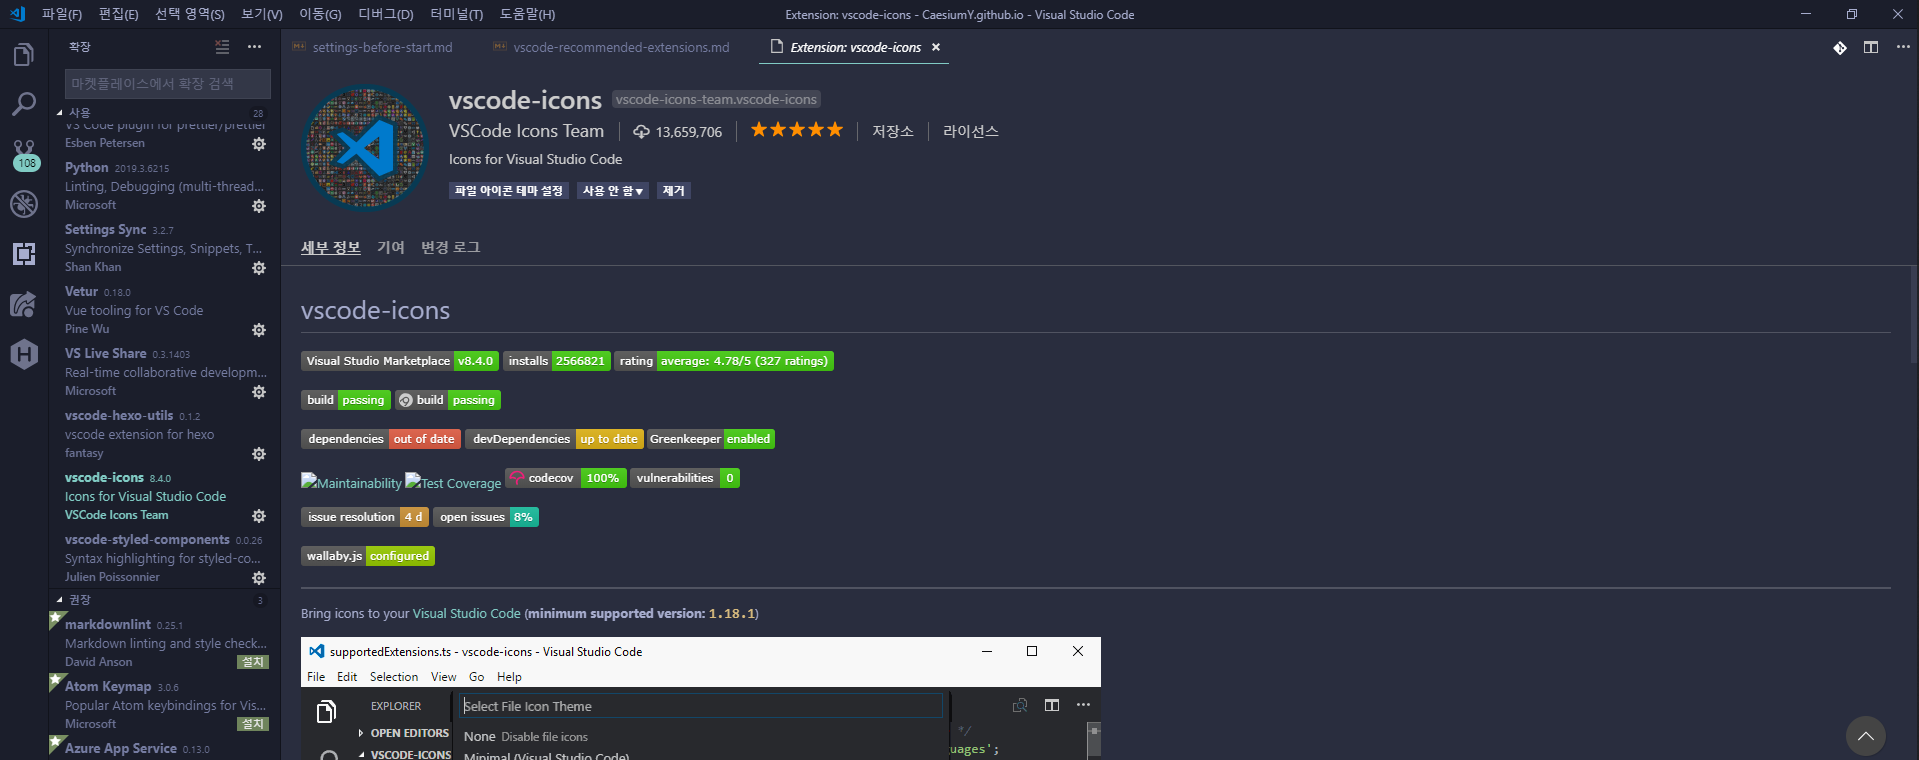 파일(F) 편집(E) 선택 영역(S) 보기(V) 이동(G) 디버그(D) 터미널(T) 도움말(H)
Extension: vscode-icons - CaesiumY.github.io - Visual Studio Code
확장
마켓플레이스에서 확장 검색
사용 28
VS Code plugin for prettier/prettier
Esben Petersen
108
Python 2019.3.6215
Linting, Debugging (multi-thread...
Microsoft
Settings Sync 3.2.7
Synchronize Settings, Snippets, T...
Shan Khan
Vetur 0.18.0
Vue tooling for VS Code
Pine Wu
VS Live Share 0.3.1403
Real-time collaborative developm...
Microsoft
vscode-hexo-utils 0.1.2
vscode extension for hexo
fantasy
vscode-icons 8.4.0
Icons for Visual Studio Code
VSCode Icons Team
vscode-styled-components 0.0.26
Syntax highlighting for styled-co...
Julien Poissonnier
권장 3
markdownlint 0.25.1
Markdown linting and style check...
David Anson 설치
Atom Keymap 3.0.6
Popular Atom keybindings for Vis...
Microsoft 설치
Azure App Service 0.13.0
settings-before-start.md vscode-recommended-extensions.md Extension: vscode-icons
vscode-icons vscode-icons-team.vscode-icons
VSCode Icons Team 13,659,706 저장소 라이선스
Icons for Visual Studio Code
파일 아이콘 테마 설정 사용 안 함 제거
세부 정보 기여 변경 로그
vscode-icons
Visual Studio Marketplace v8.4.0 installs 2566821 rating average: 4.78/5 (327 ratings)
build passing build passing
dependencies out of date devDependencies up to date Greenkeeper enabled
Maintainability Test Coverage codecov 100% vulnerabilities 0
issue resolution 4 d open issues 8%
wallaby.js configured
Bring icons to your Visual Studio Code (minimum supported version: 1.18.1)
supportedExtensions.ts - vscode-icons - Visual Studio Code
File Edit Selection View Go Help
EXPLORER Select File Icon Theme
OPEN EDITORS None Disable file icons */
VSCODE-ICONS Minimal (Visual Studio Code) uages';